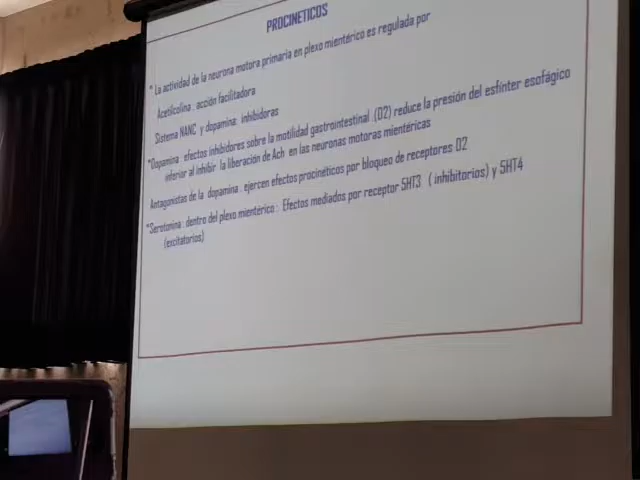 PROCINETICOS
* La actividad de la neurona motora primaria en plexo mientérico es regulada por
Acetilcolina : acción facilitadora
Sistema NANC y dopamina: inhibidoras
*Dopamina : efectos inhibidores sobre la motilidad gastrointestinal .(D2) reduce la presión del esfínter esofágico
inferior al inhibir la liberación de Ach en las neuronas motoras mientéricas
Antagonistas de la dopamina : ejercen efectos procinéticos por bloqueo de receptores D2
*Serotonina : dentro del plexo mientérico : Efectos mediados por receptor 5HT3 ( inhibitorios) y 5HT4
(excitatorios)